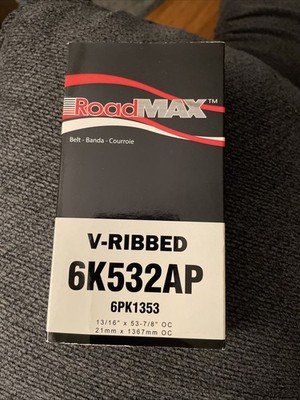 RoadMAX™
Belt - Banda - Courroie
V-RIBBED
6K532AP
6PK1353
13/16" x 53-7/8" OC
21mm x 1367mm OC